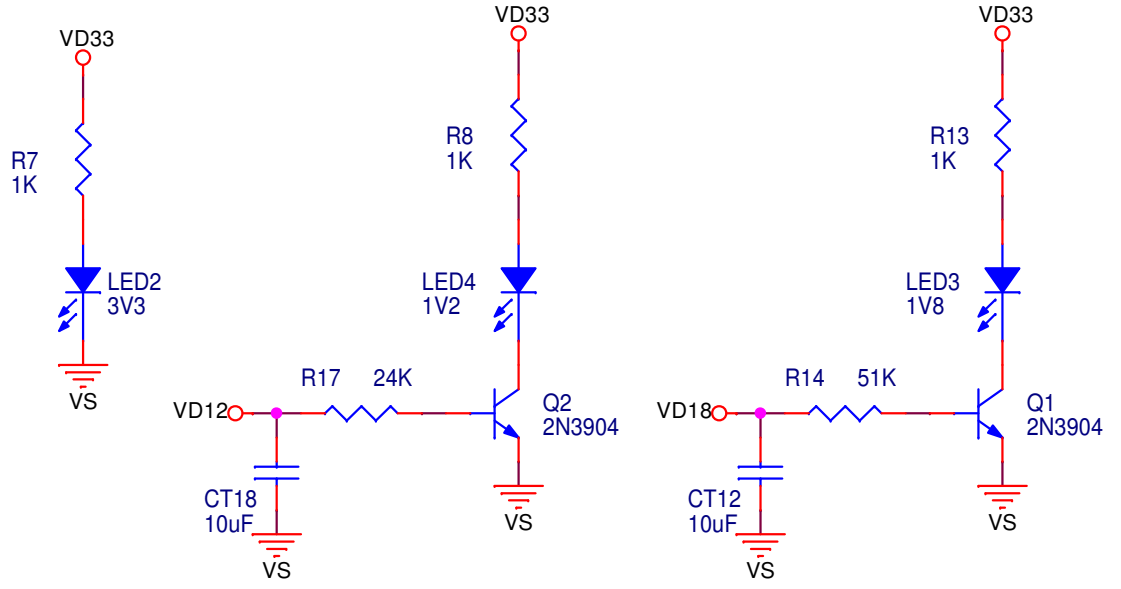 VD33
R7
1K
LED2
3V3
VS
VD33
R8
1K
LED4
1V2
R17 24K
VD12
Q2
2N3904
CT18
10uF
VS
VS
VD33
R13
1K
LED3
1V8
R14 51K
VD18
Q1
2N3904
CT12
10uF
VS
VS